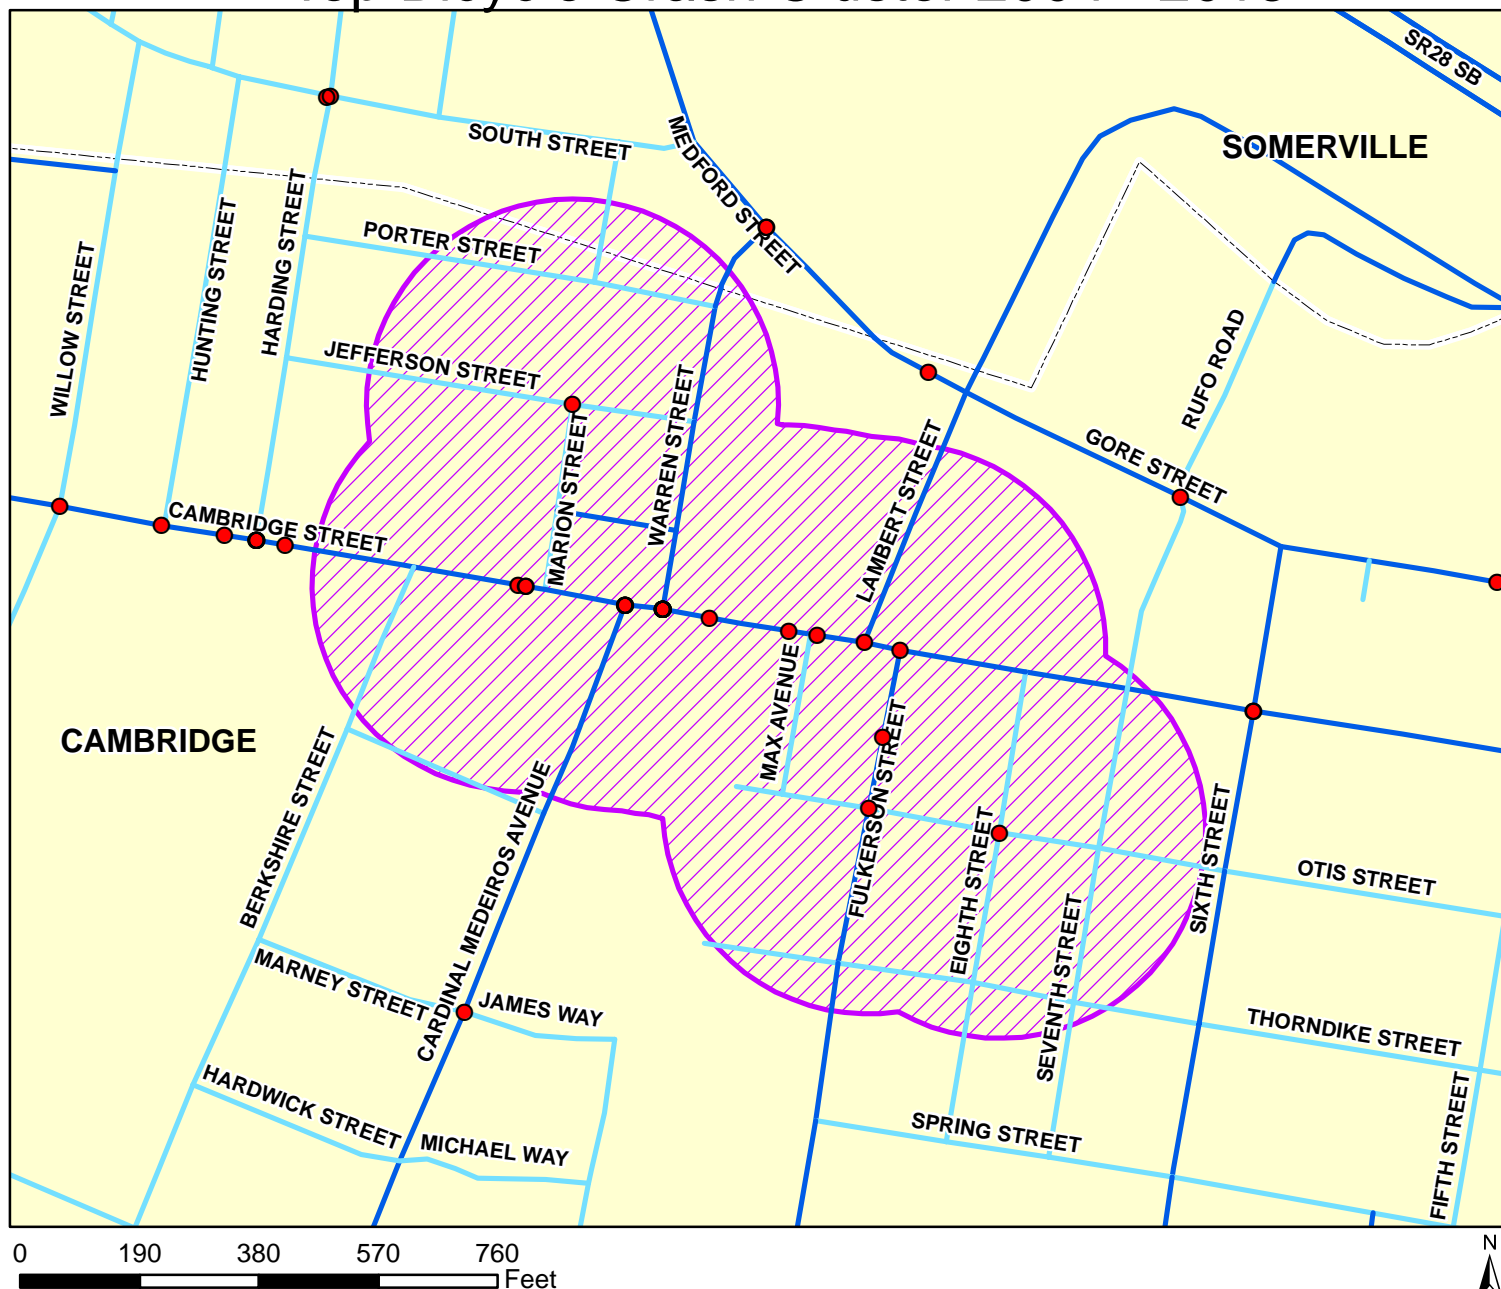 SR28 SB
SOMERVILLE
SOUTH STREET
MEDFORD STREET
PORTER STREET
HARDING STREET
HUNTING STREET
WILLOW STREET
JEFFERSON STREET
WARREN STREET
MARION STREET
RUFO ROAD
GORE STREET
LAMBERT STREET
CAMBRIDGE STREET
CAMBRIDGE
MAX AVENUE
FULKERSON STREET
BERKSHIRE STREET
CARDINAL MEDEIROS AVENUE
EIGHTH STREET
SEVENTH STREET
SIXTH STREET
OTIS STREET
MARNEY STREET
JAMES WAY
THORNDIKE STREET
HARDWICK STREET
MICHAEL WAY
SPRING STREET
FIFTH STREET
0 190 380 570 760
Feet
N